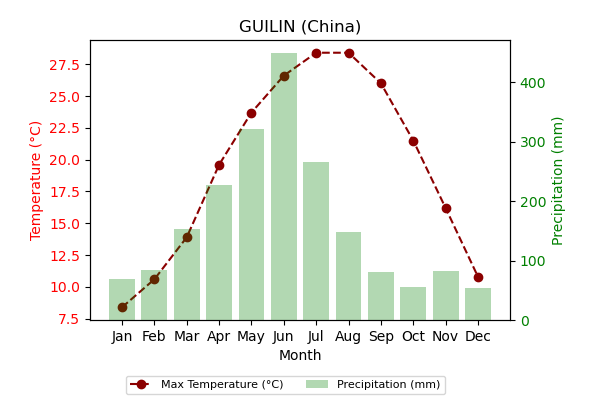 GUILIN (China)
Temperature (°C)
27.5
25.0
22.5
20.0
17.5
15.0
12.5
10.0
7.5
400
300
200
100
0
Precipitation (mm)
Jan Feb Mar Apr May Jun Jul Aug Sep Oct Nov Dec
Month
Max Temperature (°C) Precipitation (mm)